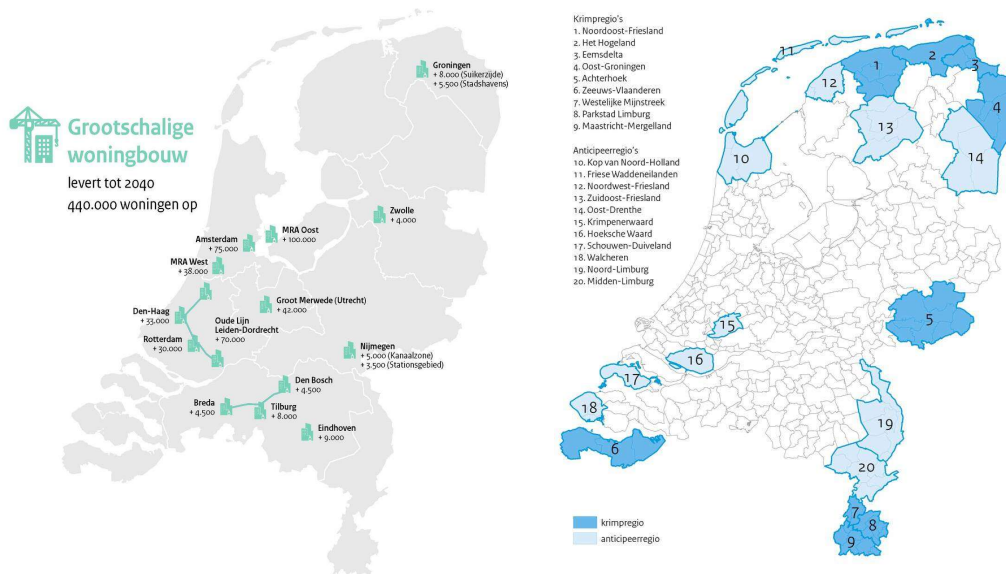 Grootschalige
woningbouw
levert tot 2040
440.000 woningen op
Groningen
+ 8.000 (Suikerzijde)
+ 5.500 (Stadshavens)
Zwolle
+ 4.000
MRA Oost
+ 100.000
Amsterdam
+ 75.000
MRA West
+ 38.000
Groot Merwede (Utrecht)
+ 42.000
Den-Haag
+ 33.000
Oude Lijn
Leiden-Dordrecht
+ 70.000
Rotterdam
+ 30.000
Nijmegen
+ 5.000 (Kanaalzone)
+ 3.500 (Stationsgebied)
Den Bosch
+ 4.500
Breda
+ 4.500
Tilburg
+ 8.000
Eindhoven
+ 9.000
Krimpregio's
1. Noordoost-Friesland
2. Het Hogeland
3. Eemsdelta
4. Oost-Groningen
5. Achterhoek
6. Zeeuws-Vlaanderen
7. Westelijke Mijnstreek
8. Parkstad Limburg
9. Maastricht-Mergelland
Anticipeerregio's
10. Kop van Noord-Holland
11. Friese Waddeneilanden
12. Noordwest-Friesland
13. Zuidoost-Friesland
14. Oost-Drenthe
15. Krimpenerwaard
16. Hoeksche Waard
17. Schouwen-Duiveland
18. Walcheren
19. Noord-Limburg
20. Midden-Limburg
11
1
2
3
12
4
13
14
10
5
15
16
17
18
6
19
20
7
8
9
krimpregio
anticipeerregio